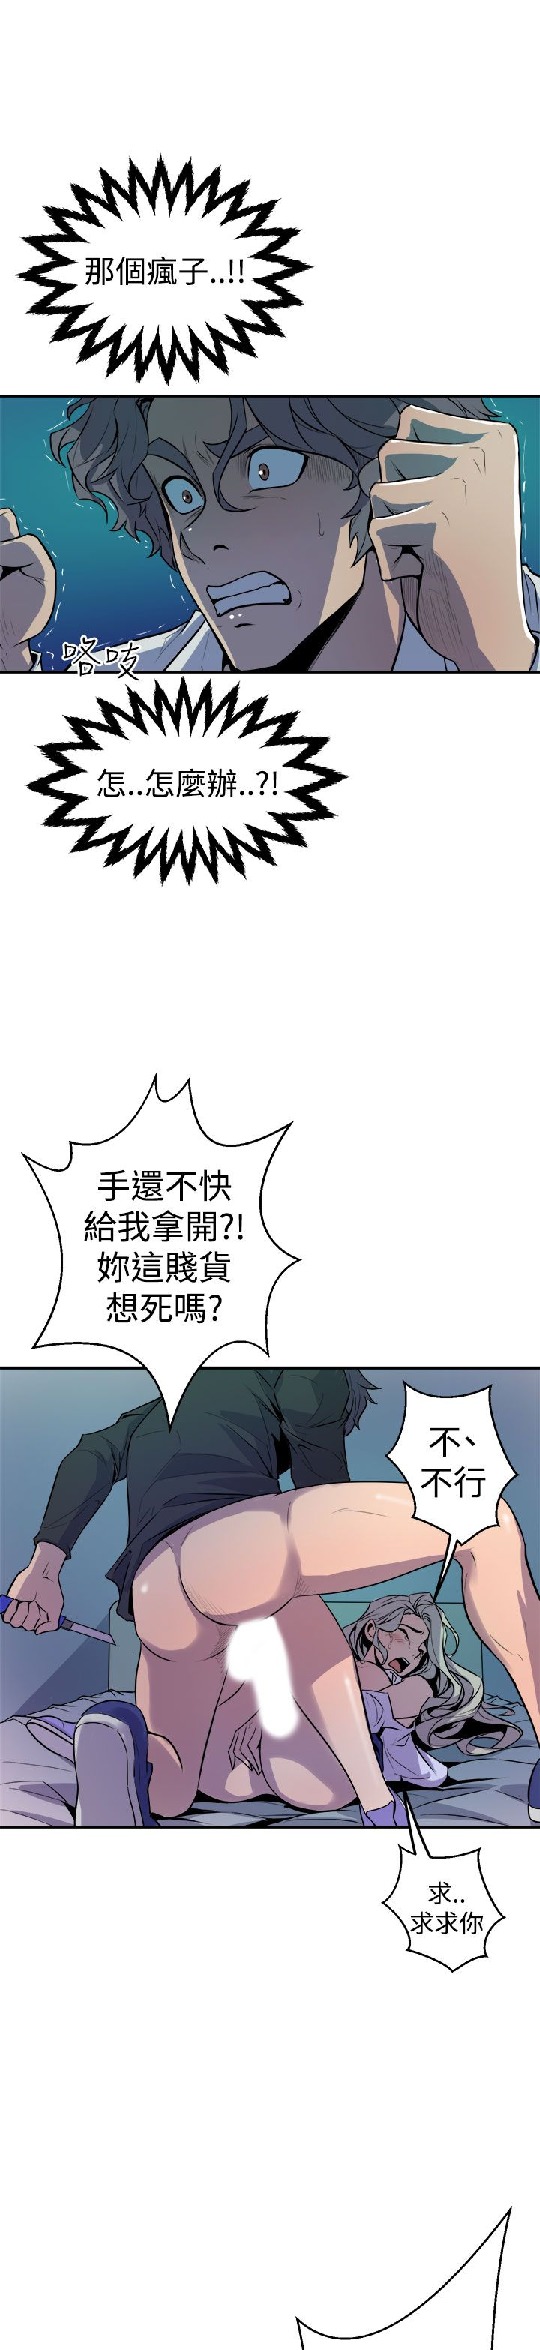 那個瘋子..!!
咯吱
怎..怎麼辦..?!
手還不快
給我拿開?!
妳這賤貨
想死嗎?
不、
不行
求..
求求你